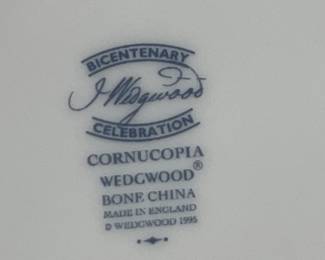 BICENTENARY
J Wedgwood
CELEBRATION
CORNUCOPIA
WEDGWOOD®
BONE CHINA
MADE IN ENGLAND
© WEDGWOOD 1995